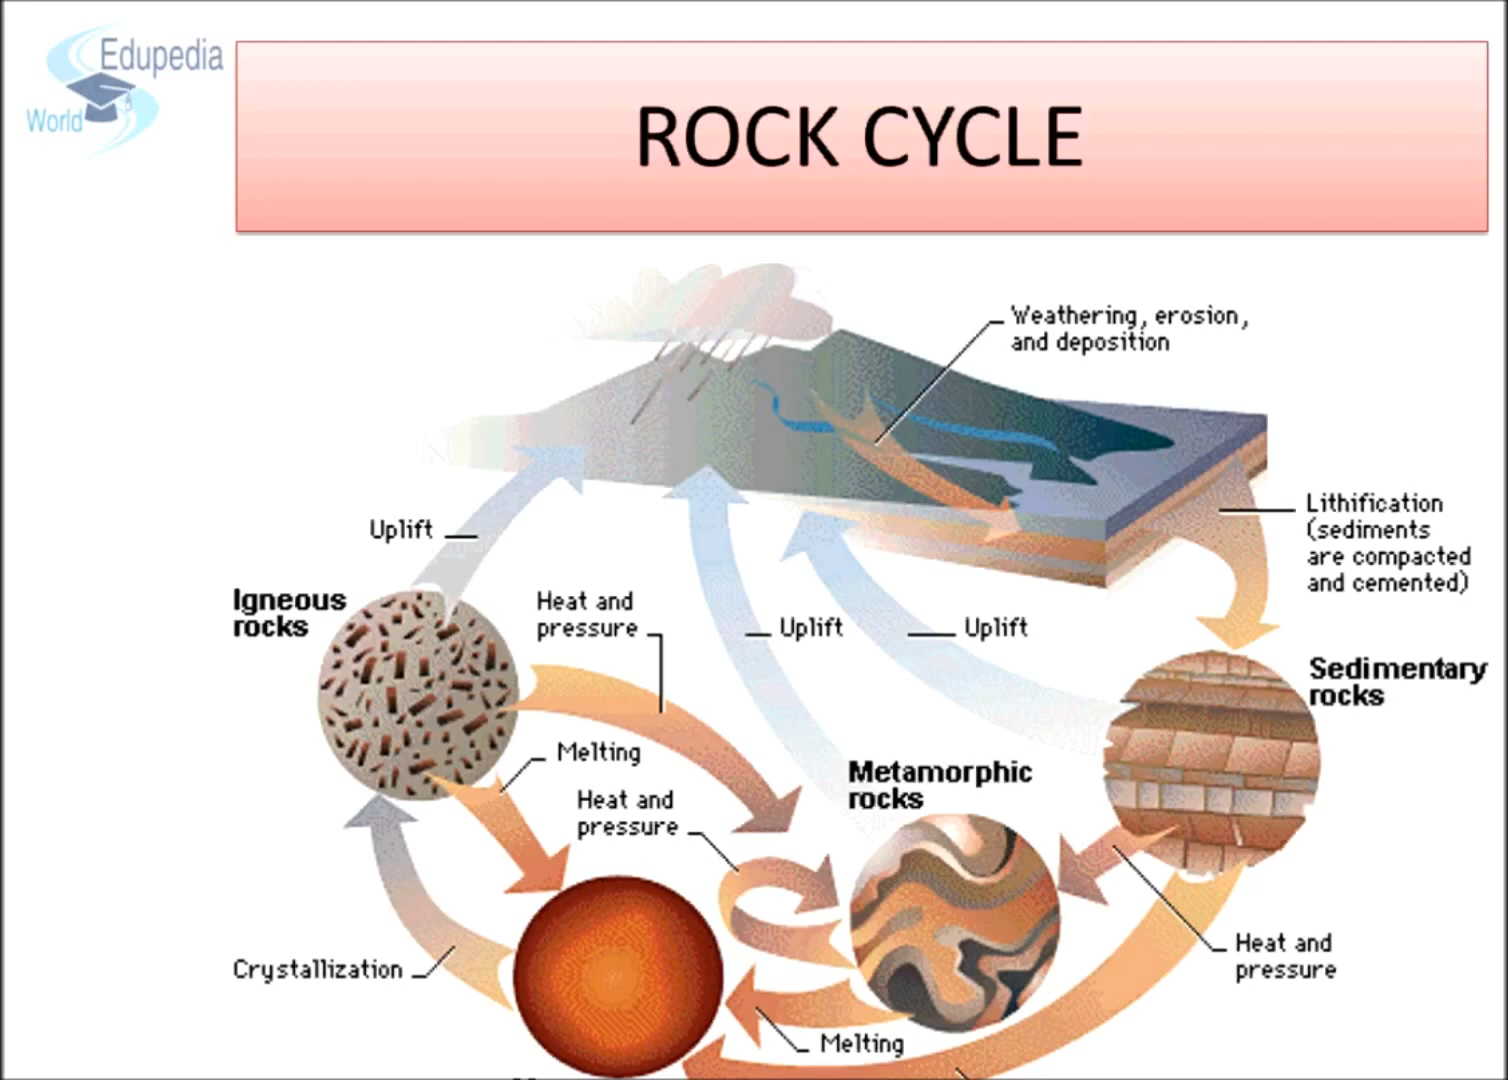 Edupedia
World
ROCK CYCLE
Weathering, erosion,
and deposition
Lithification
(sediments
are compacted
and cemented)
Uplift
Igneous
rocks
Heat and
pressure
Uplift
Uplift
Sedimentary
rocks
Melting
Metamorphic
rocks
Heat and
pressure
Crystallization
Heat and
pressure
Melting